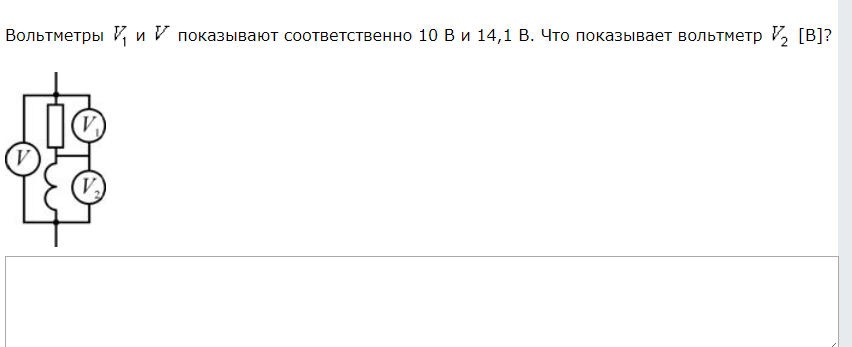 Вольтметры V₁ и V показывают соответственно 10 В и 14,1 В. Что показывает вольтметр V₂ [В]?
V₁
V
V₂